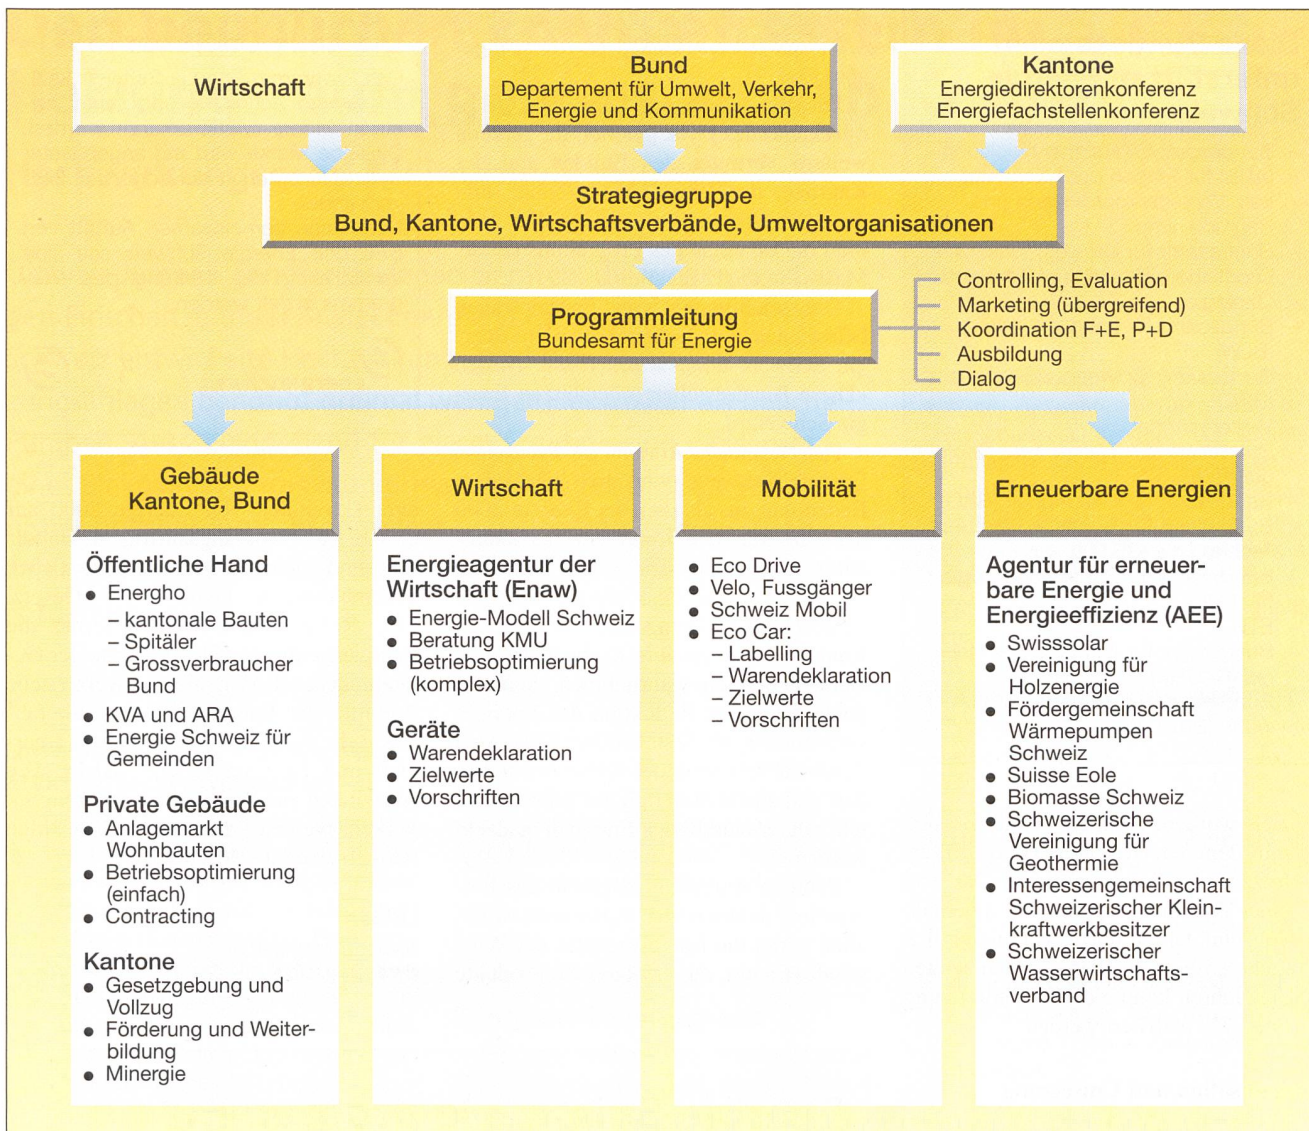 Wirtschaft
Bund
Departement für Umwelt, Verkehr,
Energie und Kommunikation
Kantone
Energiedirektorenkonferenz
Energiefachstellenkonferenz
Strategiegruppe
Bund, Kantone, Wirtschaftsverbände, Umweltorganisationen
Programmleitung
Bundesamt für Energie
Controlling, Evaluation
Marketing (übergreifend)
Koordination F+E, P+D
Ausbildung
Dialog
Gebäude
Kantone, Bund
Öffentliche Hand
● Energho
– kantonale Bauten
– Spitäler
– Grossverbraucher
Bund
● KVA und ARA
● Energie Schweiz für
Gemeinden
Private Gebäude
● Anlagemarkt
Wohnbauten
● Betriebsoptimierung
(einfach)
● Contracting
Kantone
● Gesetzgebung und
Vollzug
● Förderung und Weiter-
bildung
● Minergie
Wirtschaft
Energieagentur der
Wirtschaft (Enaw)
● Energie-Modell Schweiz
● Beratung KMU
● Betriebsoptimierung
(komplex)
Geräte
● Warendeklaration
● Zielwerte
● Vorschriften
Mobilität
● Eco Drive
● Velo, Fussgänger
● Schweiz Mobil
● Eco Car:
– Labelling
– Warendeklaration
– Zielwerte
– Vorschriften
Erneuerbare Energien
Agentur für erneuer-
bare Energie und
Energieeffizienz (AEE)
● Swisssolar
● Vereinigung für
Holzenergie
● Fördergemeinschaft
Wärmepumpen
Schweiz
● Suisse Eole
● Biomasse Schweiz
● Schweizerische
Vereinigung für
Geothermie
● Interessengemeinschaft
Schweizerischer Klein-
kraftwerkbesitzer
● Schweizerischer
Wasserwirtschafts-
verband